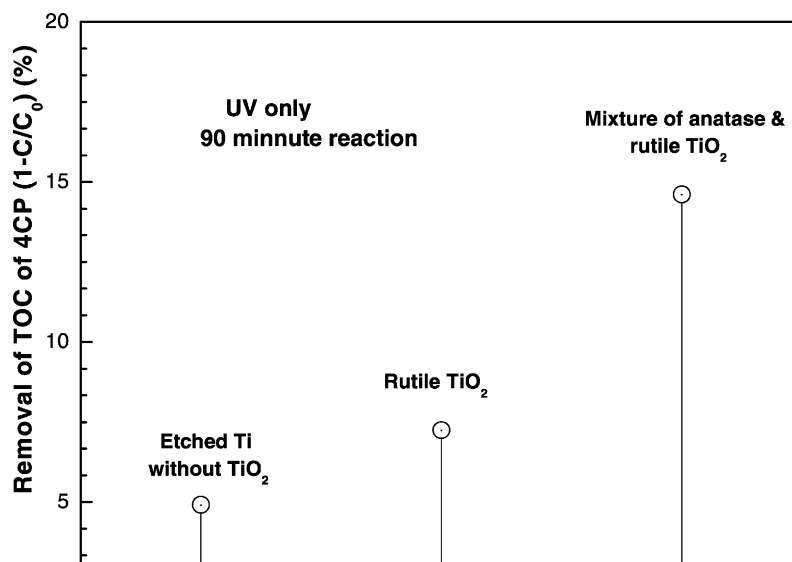 20
15
10
5
Removal of TOC of 4CP (1-C/C₀) (%)
UV only
90 minnute reaction
Mixture of anatase &
rutile TiO₂
Rutile TiO₂
Etched Ti
without TiO₂